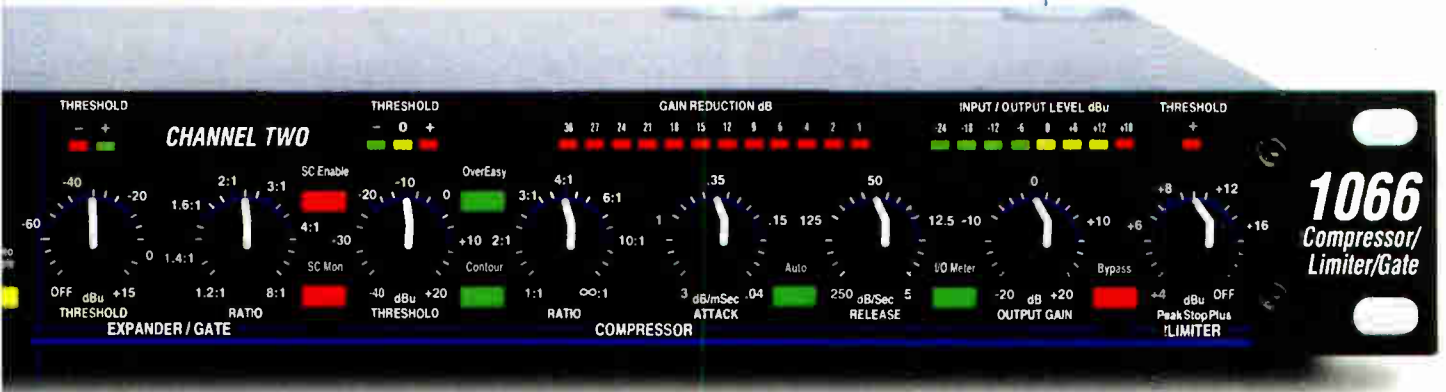 THRESHOLD
- +
CHANNEL TWO
THRESHOLD
- 0 +
GAIN REDUCTION dB
36 27 24 21 18 15 12 9 6 4 2 1
INPUT / OUTPUT LEVEL dBu
-24 -18 -12 -6 0 +6 +12 +18
THRESHOLD
+
1066
Compressor/
Limiter/Gate
-60 -40 -20 0
OFF dBu +15
THRESHOLD
1.4:1 1.6:1 2:1 3:1 4:1
1.2:1 8:1
RATIO
EXPANDER / GATE
SC Enable
SC Mon
-30 -20 -10 0 +10
-40 dBu +20
THRESHOLD
OverEasy
Contour
2:1 3:1 4:1 6:1 10:1
1:1 ∞:1
RATIO
1 .35 .15
3 dB/mSec .04
ATTACK
Auto
COMPRESSOR
125 50 12.5
250 dB/Sec 5
RELEASE
I/O Meter
-10 0 +10
-20 dB +20
OUTPUT GAIN
Bypass
+6 +8 +12 +16
+4 dBu OFF
PeakStopPlus
LIMITER